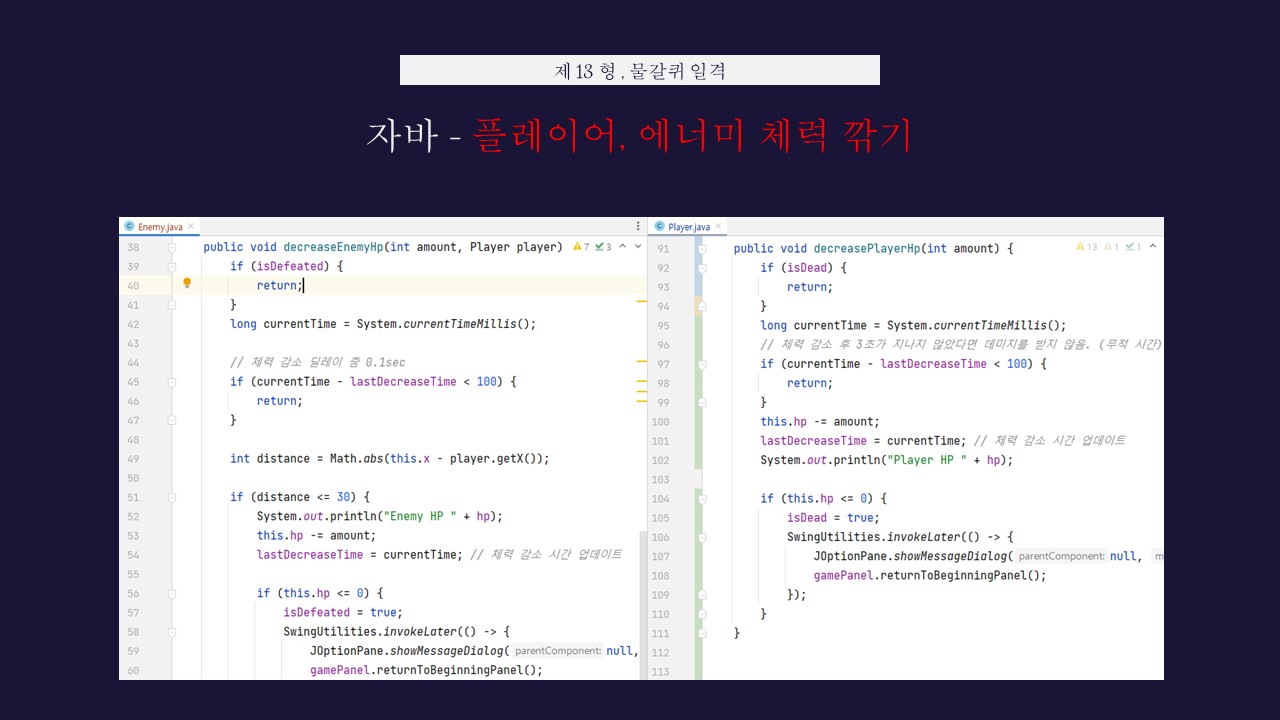 제 13 형 , 물갈퀴 일격
자바 - 플레이어, 에너미 체력 깎기
Enemy.java
38 public void decreaseEnemyHp(int amount, Player player) 7 3
39 if (isDefeated) {
40 return;
41 }
42 long currentTime = System.currentTimeMillis();
43
44 // 체력 감소 딜레이 줌 0.1sec
45 if (currentTime - lastDecreaseTime < 100) {
46 return;
47 }
48
49 int distance = Math.abs(this.x - player.getX());
50
51 if (distance <= 30) {
52 System.out.println("Enemy HP " + hp);
53 this.hp -= amount;
54 lastDecreaseTime = currentTime; // 체력 감소 시간 업데이트
55
56 if (this.hp <= 0) {
57 isDefeated = true;
58 SwingUtilities.invokeLater(() -> {
59 JOptionPane.showMessageDialog( parentComponent: null,
60 gamePanel.returnToBeginningPanel();
Player.java
91 public void decreasePlayerHp(int amount) { 13 1 1
92 if (isDead) {
93 return;
94 }
95 long currentTime = System.currentTimeMillis();
96 // 체력 감소 후 3초가 지나지 않았다면 데미지를 받지 않음. (무적 시간)
97 if (currentTime - lastDecreaseTime < 100) {
98 return;
99 }
100 this.hp -= amount;
101 lastDecreaseTime = currentTime; // 체력 감소 시간 업데이트
102 System.out.println("Player HP " + hp);
103
104 if (this.hp <= 0) {
105 isDead = true;
106 SwingUtilities.invokeLater(() -> {
107 JOptionPane.showMessageDialog( parentComponent: null, m
108 gamePanel.returnToBeginningPanel();
109 });
110 }
111 }
112
113